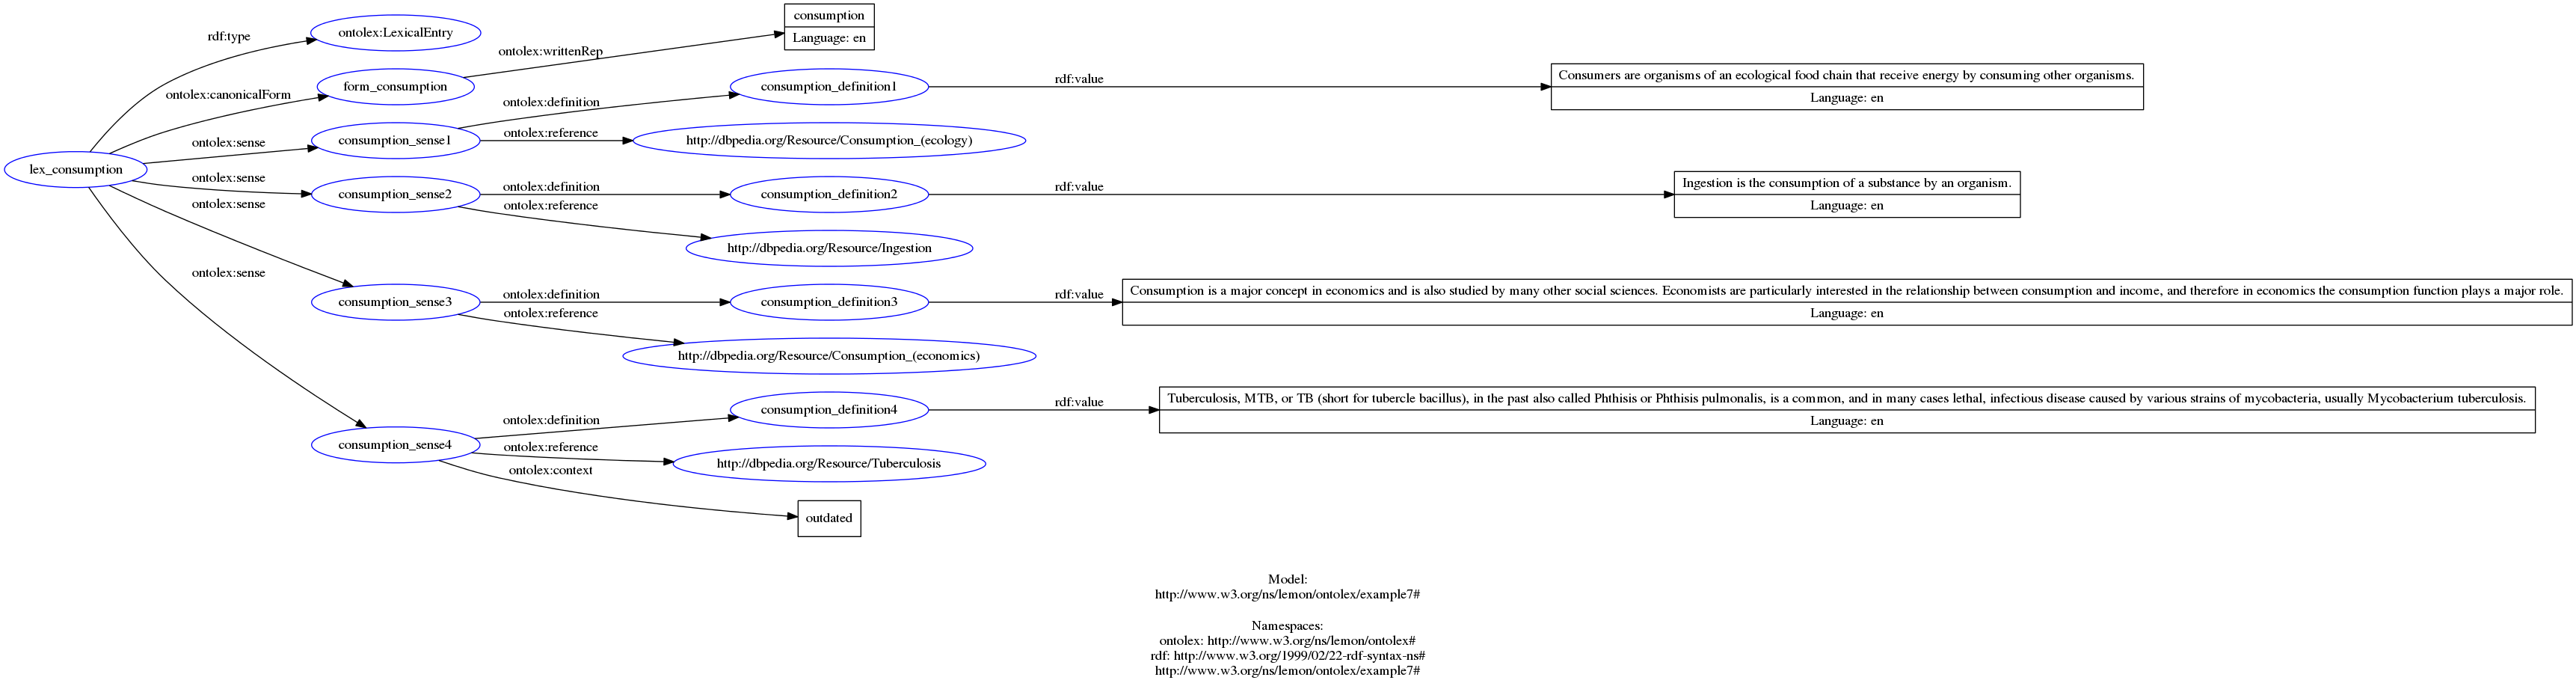 consumption
Language: en
rdf:type
ontolex:LexicalEntry
ontolex:writtenRep
form_consumption
ontolex:canonicalForm
consumption_definition1
rdf:value
Consumers are organisms of an ecological food chain that receive energy by consuming other organisms.
Language: en
ontolex:definition
ontolex:sense
consumption_sense1
ontolex:reference
http://dbpedia.org/Resource/Consumption_(ecology)
lex_consumption
ontolex:sense
consumption_sense2
ontolex:definition
consumption_definition2
rdf:value
Ingestion is the consumption of a substance by an organism.
Language: en
ontolex:sense
ontolex:reference
http://dbpedia.org/Resource/Ingestion
ontolex:sense
consumption_sense3
ontolex:definition
consumption_definition3
rdf:value
Consumption is a major concept in economics and is also studied by many other social sciences. Economists are particularly interested in the relationship between consumption and income, and therefore in economics the consumption function plays a major role.
Language: en
ontolex:reference
http://dbpedia.org/Resource/Consumption_(economics)
consumption_definition4
rdf:value
Tuberculosis, MTB, or TB (short for tubercle bacillus), in the past also called Phthisis or Phthisis pulmonalis, is a common, and in many cases lethal, infectious disease caused by various strains of mycobacteria, usually Mycobacterium tuberculosis.
Language: en
ontolex:definition
consumption_sense4
ontolex:reference
http://dbpedia.org/Resource/Tuberculosis
ontolex:context
outdated
Model:
http://www.w3.org/ns/lemon/ontolex/example7#
Namespaces:
ontolex: http://www.w3.org/ns/lemon/ontolex#
rdf: http://www.w3.org/1999/02/22-rdf-syntax-ns#
http://www.w3.org/ns/lemon/ontolex/example7#